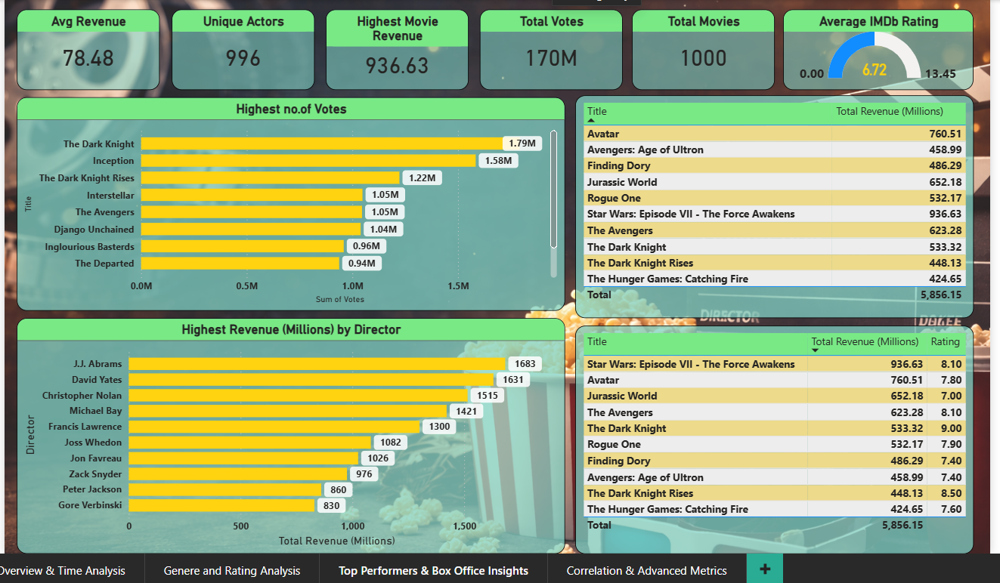 Avg Revenue
78.48
Unique Actors
996
Highest Movie
Revenue
936.63
Total Votes
170M
Total Movies
1000
Average IMDb Rating
0.00
6.72
13.45
Highest no.of Votes
Title
The Dark Knight 1.79M
Inception 1.58M
The Dark Knight Rises 1.22M
Interstellar 1.05M
The Avengers 1.05M
Django Unchained 1.04M
Inglourious Basterds 0.96M
The Departed 0.94M
0.0M 0.5M 1.0M 1.5M
Sum of Votes
Title Total Revenue (Millions)
Avatar 760.51
Avengers: Age of Ultron 458.99
Finding Dory 486.29
Jurassic World 652.18
Rogue One 532.17
Star Wars: Episode VII - The Force Awakens 936.63
The Avengers 623.28
The Dark Knight 533.32
The Dark Knight Rises 448.13
The Hunger Games: Catching Fire 424.65
Total 5,856.15
DIRECTOR
Highest Revenue (Millions) by Director
Director
J.J. Abrams 1683
David Yates 1631
Christopher Nolan 1515
Michael Bay 1421
Francis Lawrence 1300
Joss Whedon 1082
Jon Favreau 1026
Zack Snyder 976
Peter Jackson 860
Gore Verbinski 830
0 500 1,000 1,500
Total Revenue (Millions)
Title Total Revenue (Millions) Rating
Star Wars: Episode VII - The Force Awakens 936.63 8.10
Avatar 760.51 7.80
Jurassic World 652.18 7.00
The Avengers 623.28 8.10
The Dark Knight 533.32 9.00
Rogue One 532.17 7.90
Finding Dory 486.29 7.40
Avengers: Age of Ultron 458.99 7.40
The Dark Knight Rises 448.13 8.50
The Hunger Games: Catching Fire 424.65 7.60
Total 5,856.15
Overview & Time Analysis
Genere and Rating Analysis
Top Performers & Box Office Insights
Correlation & Advanced Metrics
+